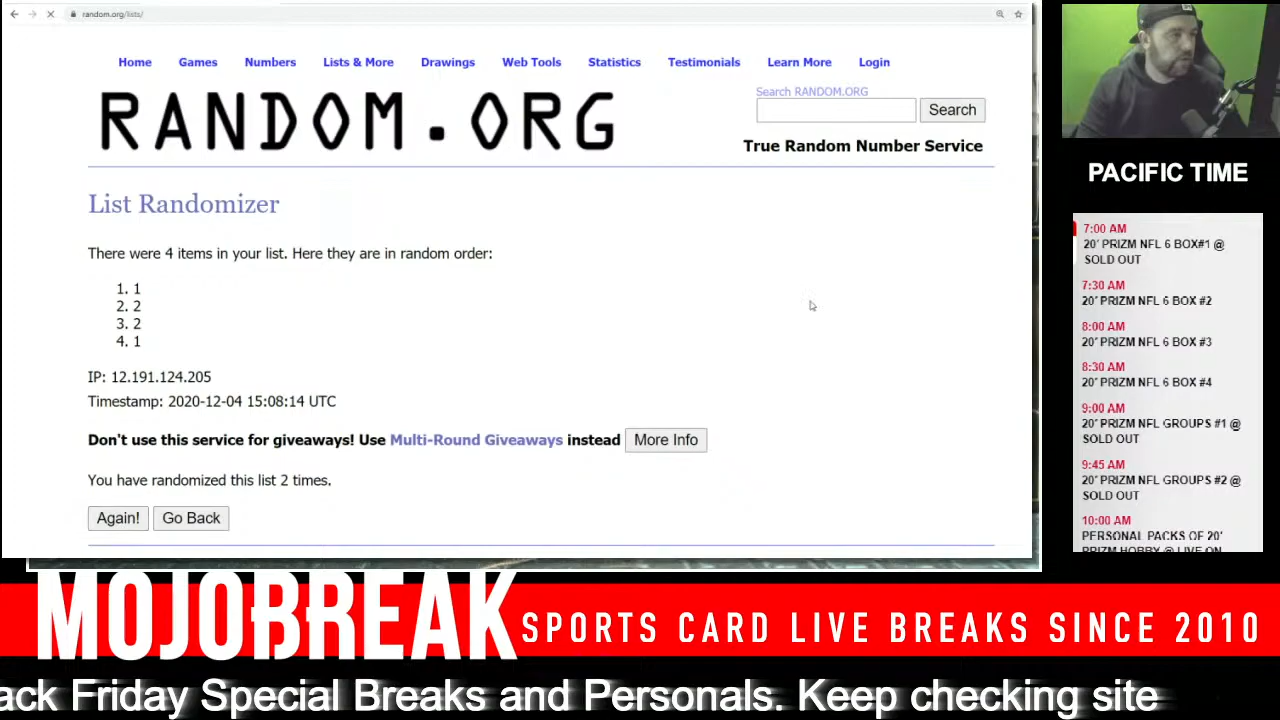 random.org/lists/
Home Games Numbers Lists & More Drawings Web Tools Statistics Testimonials Learn More Login
RANDOM.ORG
Search RANDOM.ORG
Search
True Random Number Service
List Randomizer
There were 4 items in your list. Here they are in random order:
1. 1
2. 2
3. 2
4. 1
IP: 12.191.124.205
Timestamp: 2020-12-04 15:08:14 UTC
Don't use this service for giveaways! Use Multi-Round Giveaways instead More Info
You have randomized this list 2 times.
Again! Go Back
PACIFIC TIME
7:00 AM
20' PRIZM NFL 6 BOX#1 @
SOLD OUT
7:30 AM
20' PRIZM NFL 6 BOX #2
8:00 AM
20' PRIZM NFL 6 BOX #3
8:30 AM
20' PRIZM NFL 6 BOX #4
9:00 AM
20' PRIZM NFL GROUPS #1 @
SOLD OUT
9:45 AM
20' PRIZM NFL GROUPS #2 @
SOLD OUT
10:00 AM
PERSONAL PACKS OF 20'
PRIZM HOBBY @ LIVE ON
MOJOBREAK SPORTS CARD LIVE BREAKS SINCE 2010
ack Friday Special Breaks and Personals. Keep checking site